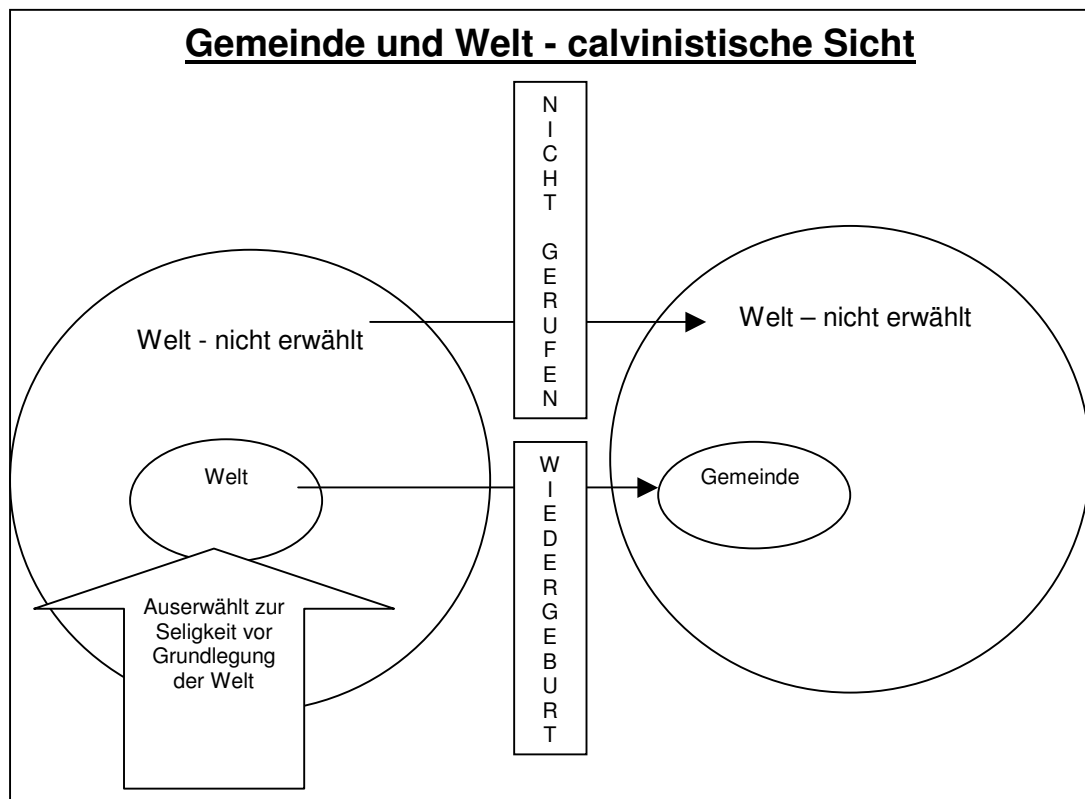 Gemeinde und Welt - calvinistische Sicht
N
I
C
H
T
G
E
R
U
F
E
N
Welt - nicht erwählt
Welt – nicht erwählt
W
I
E
D
E
R
G
E
B
U
R
T
Welt
Gemeinde
Auserwählt zur
Seligkeit vor
Grundlegung
der Welt